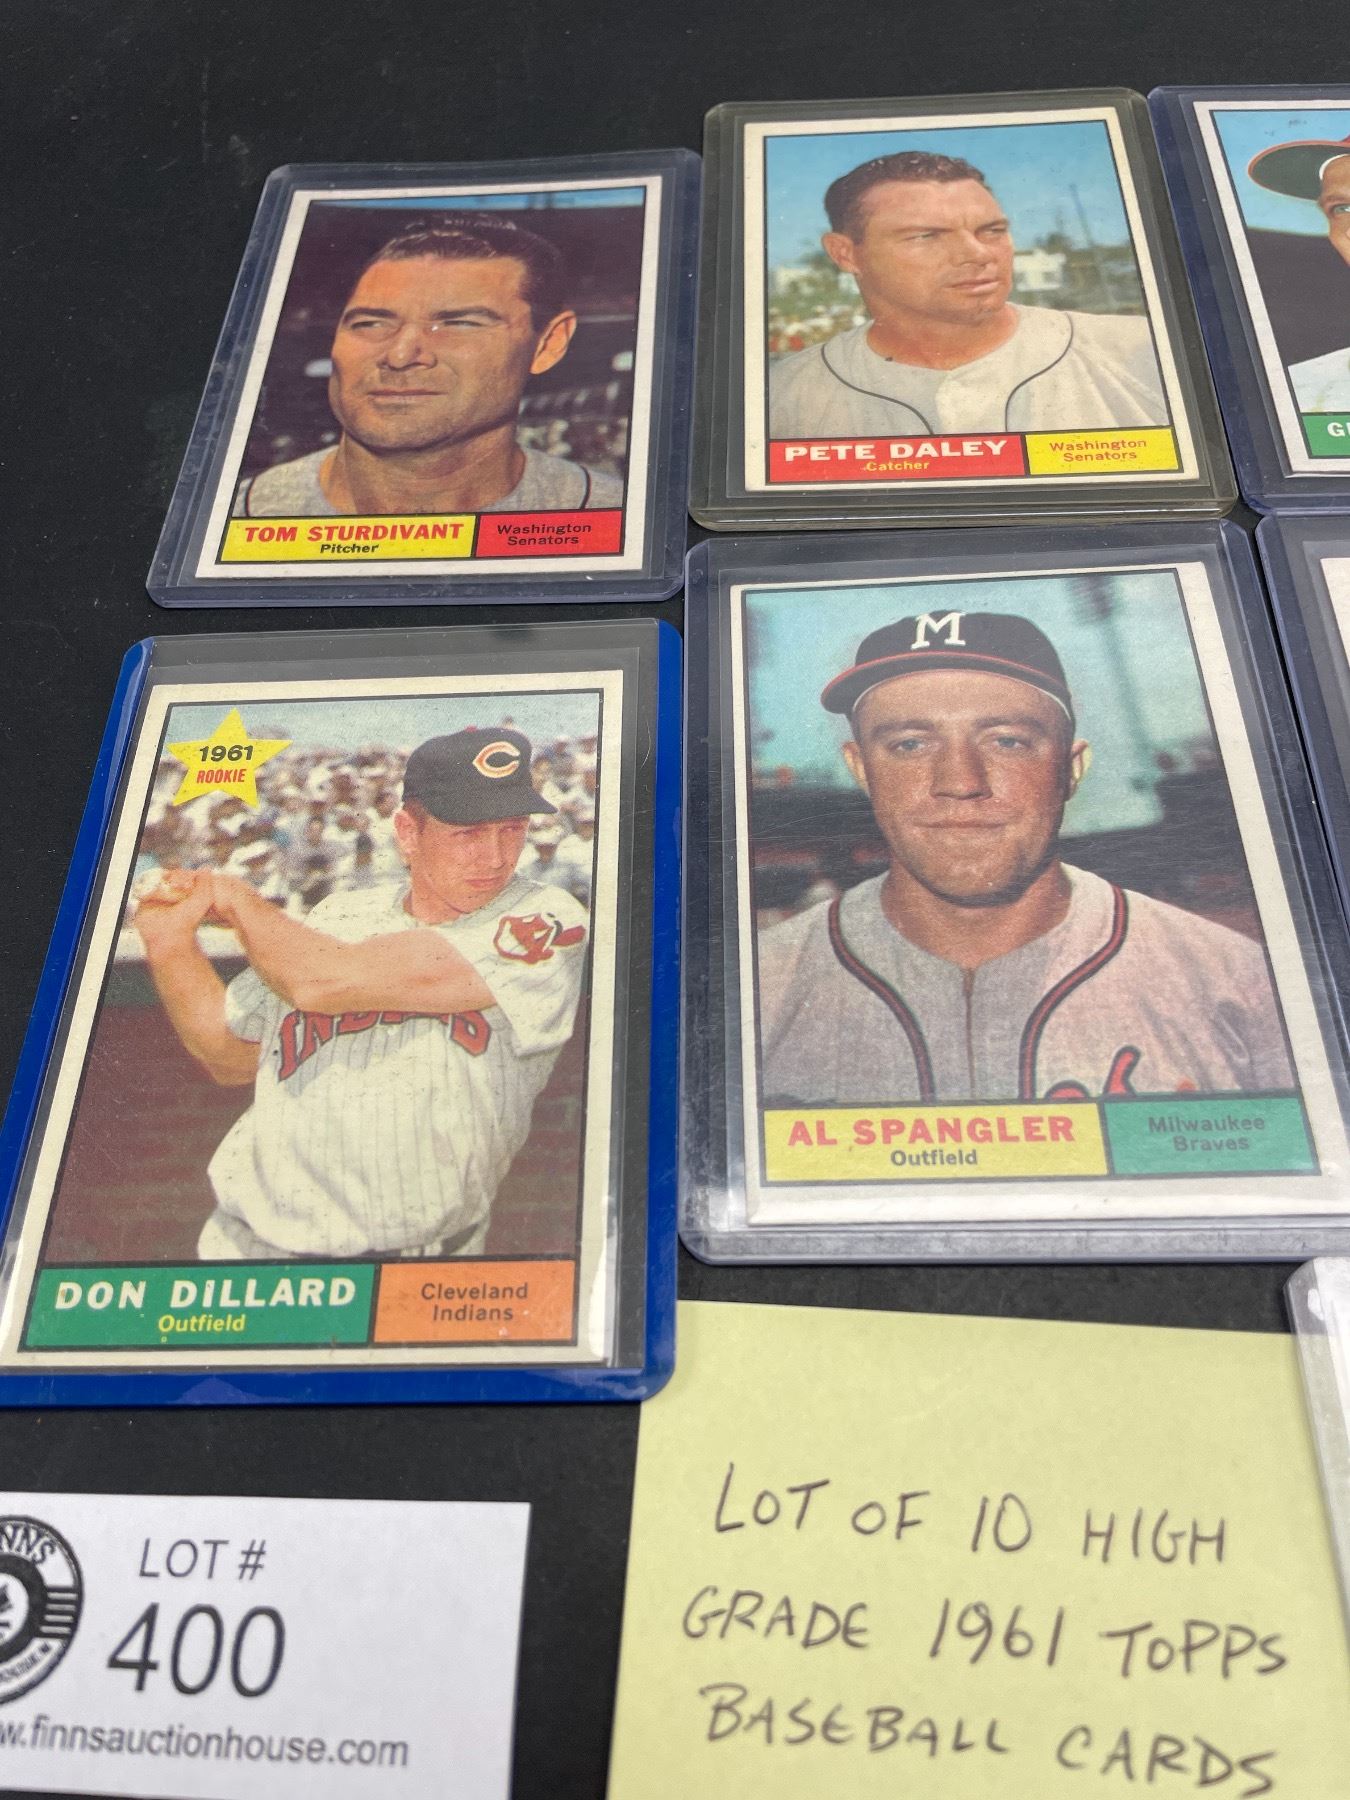 TOM STURDIVANT
Pitcher
Washington
Senators
PETE DALEY
Catcher
Washington
Senators
G
1961
ROOKIE
C
INDIANS
DON DILLARD
Outfield
Cleveland
Indians
M
AL SPANGLER
Outfield
Milwaukee
Braves
LOT #
400
w.finnsauctionhouse.com
LOT OF 10 HIGH
GRADE 1961 TOPPS
BASEBALL CARDS